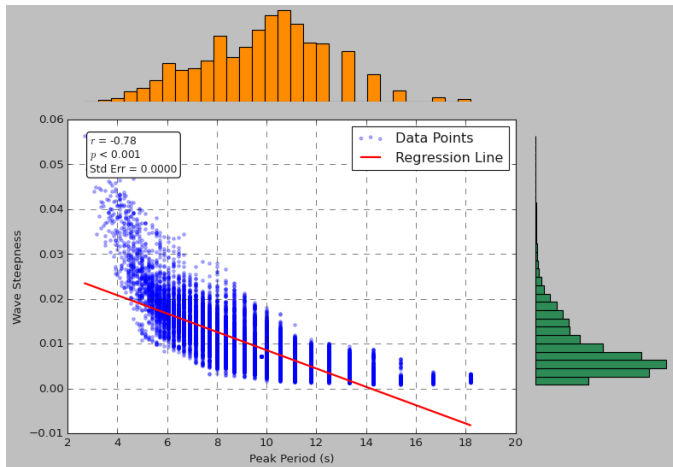 0.06
0.05
0.04
0.03
0.02
0.01
0.00
−0.01
Wave Steepness
r = -0.78
p < 0.001
Std Err = 0.0000
Data Points
Regression Line
2 4 6 8 10 12 14 16 18 20
Peak Period (s)